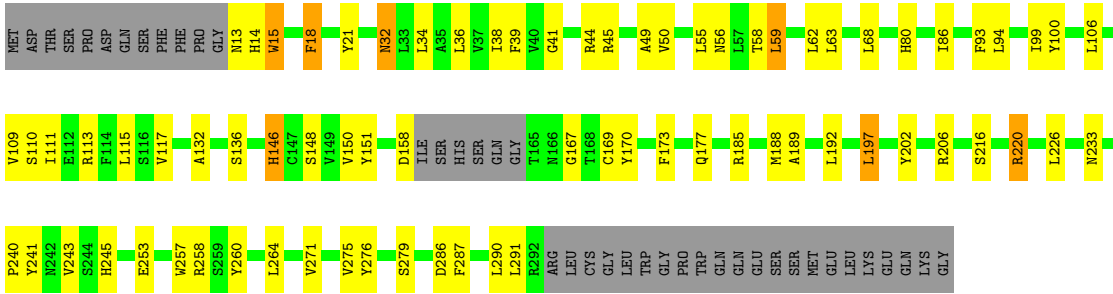 MET ASP THR SER PRO ASP GLN SER PHE PHE PRO GLY N13 H14 W15 F18 Y21 N32 L33 L34 A35 L36 V37 I38 F39 V40 G41 R44 R45 A49 V50 L55 N56 L57 T58 L59 L62 L63 L68 H80 I86 F93 L94 I99 Y100 L106
V109 S110 I111 E112 R113 F114 L115 S116 V117 A132 S136 H146 C147 S148 V149 V150 Y151 D158 ILE SER HIS SER GLN GLY T165 N166 G167 T168 C169 Y170 F173 Q177 R185 M188 A189 L192 L197 Y202 R206 S216 R220 L226 N233
P240 Y241 N242 V243 S244 H245 E253 W257 R258 S259 Y260 L264 V271 V275 Y276 S279 D286 F287 L290 L291 R292 ARG LEU CYS GLY LEU TRP GLY PRO TRP GLN GLN GLU SER SER MET GLU LEU LYS GLU GLN LYS GLY